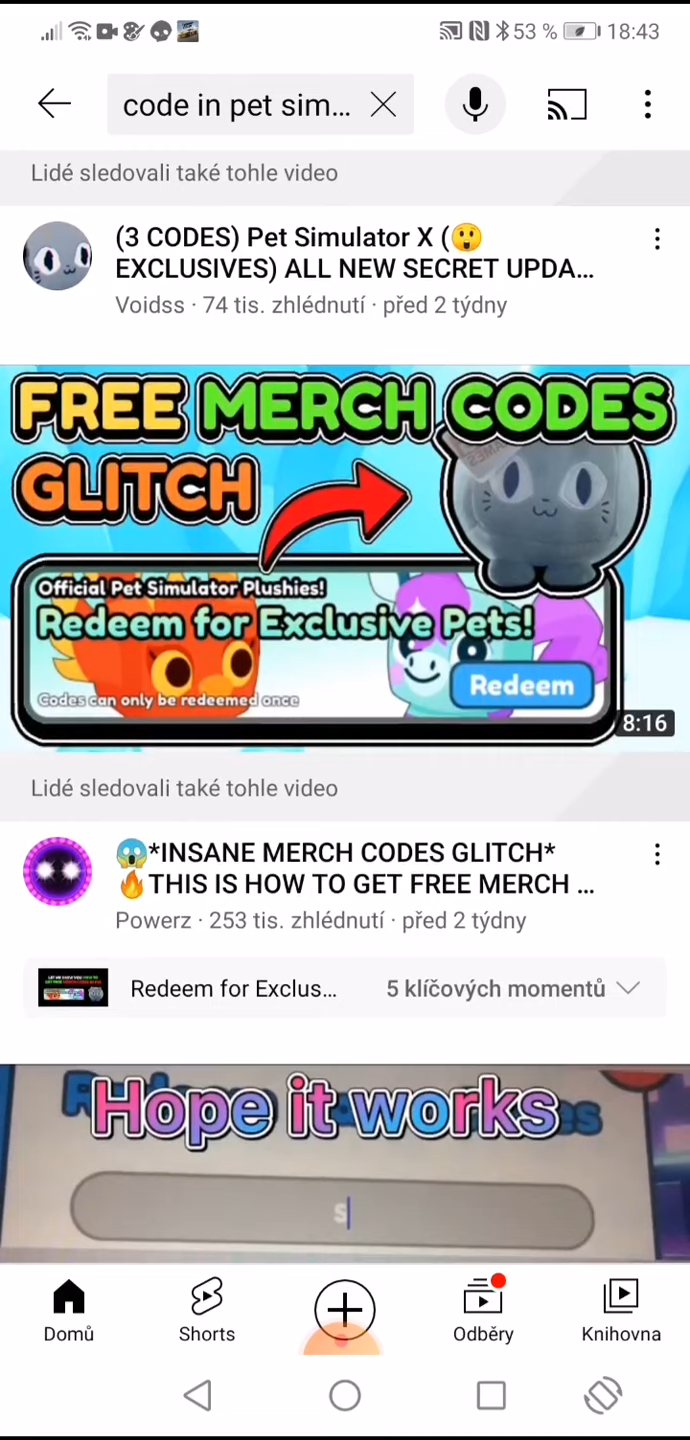 53 % 18:43
code in pet sim...
Lidé sledovali také tohle video
(3 CODES) Pet Simulator X (😲
EXCLUSIVES) ALL NEW SECRET UPDA...
Voidss · 74 tis. zhlédnutí · před 2 týdny
FREE MERCH CODES
GLITCH
Official Pet Simulator Plushies!
Redeem for Exclusive Pets!
Redeem
Codes can only be redeemed once
8:16
Lidé sledovali také tohle video
😱*INSANE MERCH CODES GLITCH*
🔥THIS IS HOW TO GET FREE MERCH ...
Powerz · 253 tis. zhlédnutí · před 2 týdny
Redeem for Exclus... 5 klíčových momentů
Hope it works
s
Domů Shorts Odběry Knihovna